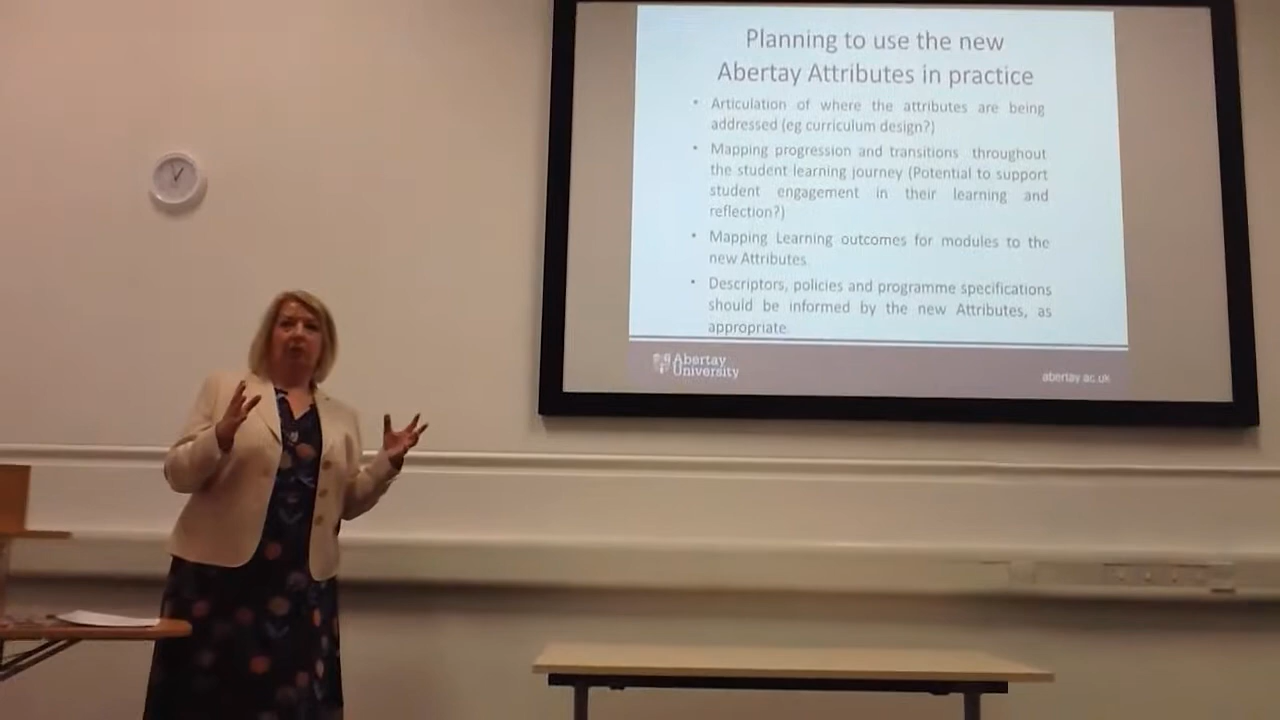 Planning to use the new
Abertay Attributes in practice
• Articulation of where the attributes are being
addressed (eg curriculum design?)
• Mapping progression and transitions throughout
the student learning journey (Potential to support
student engagement in their learning and
reflection?)
• Mapping Learning outcomes for modules to the
new Attributes.
• Descriptors, policies and programme specifications
should be informed by the new Attributes, as
appropriate.
Abertay
University
abertay.ac.uk